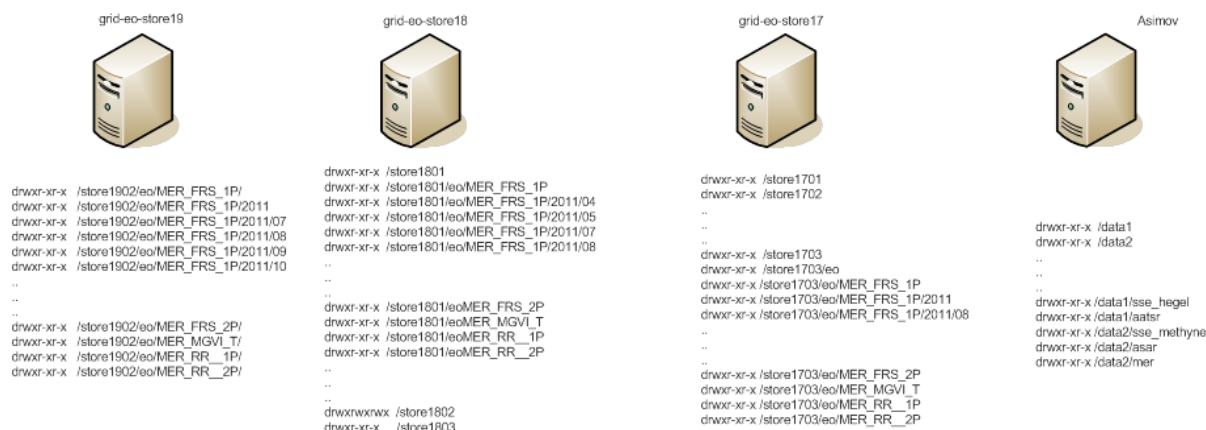 grid-eo-store19
drwxr-xr-x /store1902/eo/MER_FRS_1P/
drwxr-xr-x /store1902/eo/MER_FRS_1P/2011
drwxr-xr-x /store1902/eo/MER_FRS_1P/2011/07
drwxr-xr-x /store1902/eo/MER_FRS_1P/2011/08
drwxr-xr-x /store1902/eo/MER_FRS_1P/2011/09
drwxr-xr-x /store1902/eo/MER_FRS_1P/2011/10
..
..
..
drwxr-xr-x /store1902/eo/MER_FRS_2P/
drwxr-xr-x /store1902/eo/MER_MGVI_T/
drwxr-xr-x /store1902/eo/MER_RR__1P/
drwxr-xr-x /store1902/eo/MER_RR__2P/
grid-eo-store18
drwxr-xr-x /store1801
drwxr-xr-x /store1801/eo/MER_FRS_1P
drwxr-xr-x /store1801/eo/MER_FRS_1P/2011/04
drwxr-xr-x /store1801/eo/MER_FRS_1P/2011/05
drwxr-xr-x /store1801/eo/MER_FRS_1P/2011/07
drwxr-xr-x /store1801/eo/MER_FRS_1P/2011/08
..
..
..
drwxr-xr-x /store1801/eoMER_FRS_2P
drwxr-xr-x /store1801/eoMER_MGVI_T
drwxr-xr-x /store1801/eoMER_RR__1P
drwxr-xr-x /store1801/eoMER_RR__2P
..
..
..
drwxrwxrwx /store1802
drwxr-xr-x /store1803
grid-eo-store17
drwxr-xr-x /store1701
drwxr-xr-x /store1702
..
..
..
drwxr-xr-x /store1703
drwxr-xr-x /store1703/eo
drwxr-xr-x /store1703/eo/MER_FRS_1P
drwxr-xr-x /store1703/eo/MER_FRS_1P/2011
drwxr-xr-x /store1703/eo/MER_FRS_1P/2011/08
..
..
..
drwxr-xr-x /store1703/eo/MER_FRS_2P
drwxr-xr-x /store1703/eo/MER_MGVI_T
drwxr-xr-x /store1703/eo/MER_RR__1P
drwxr-xr-x /store1703/eo/MER_RR__2P
Asimov
drwxr-xr-x /data1
drwxr-xr-x /data2
..
..
..
drwxr-xr-x /data1/sse_hegel
drwxr-xr-x /data1/aatsr
drwxr-xr-x /data2/sse_methyne
drwxr-xr-x /data2/asar
drwxr-xr-x /data2/mer